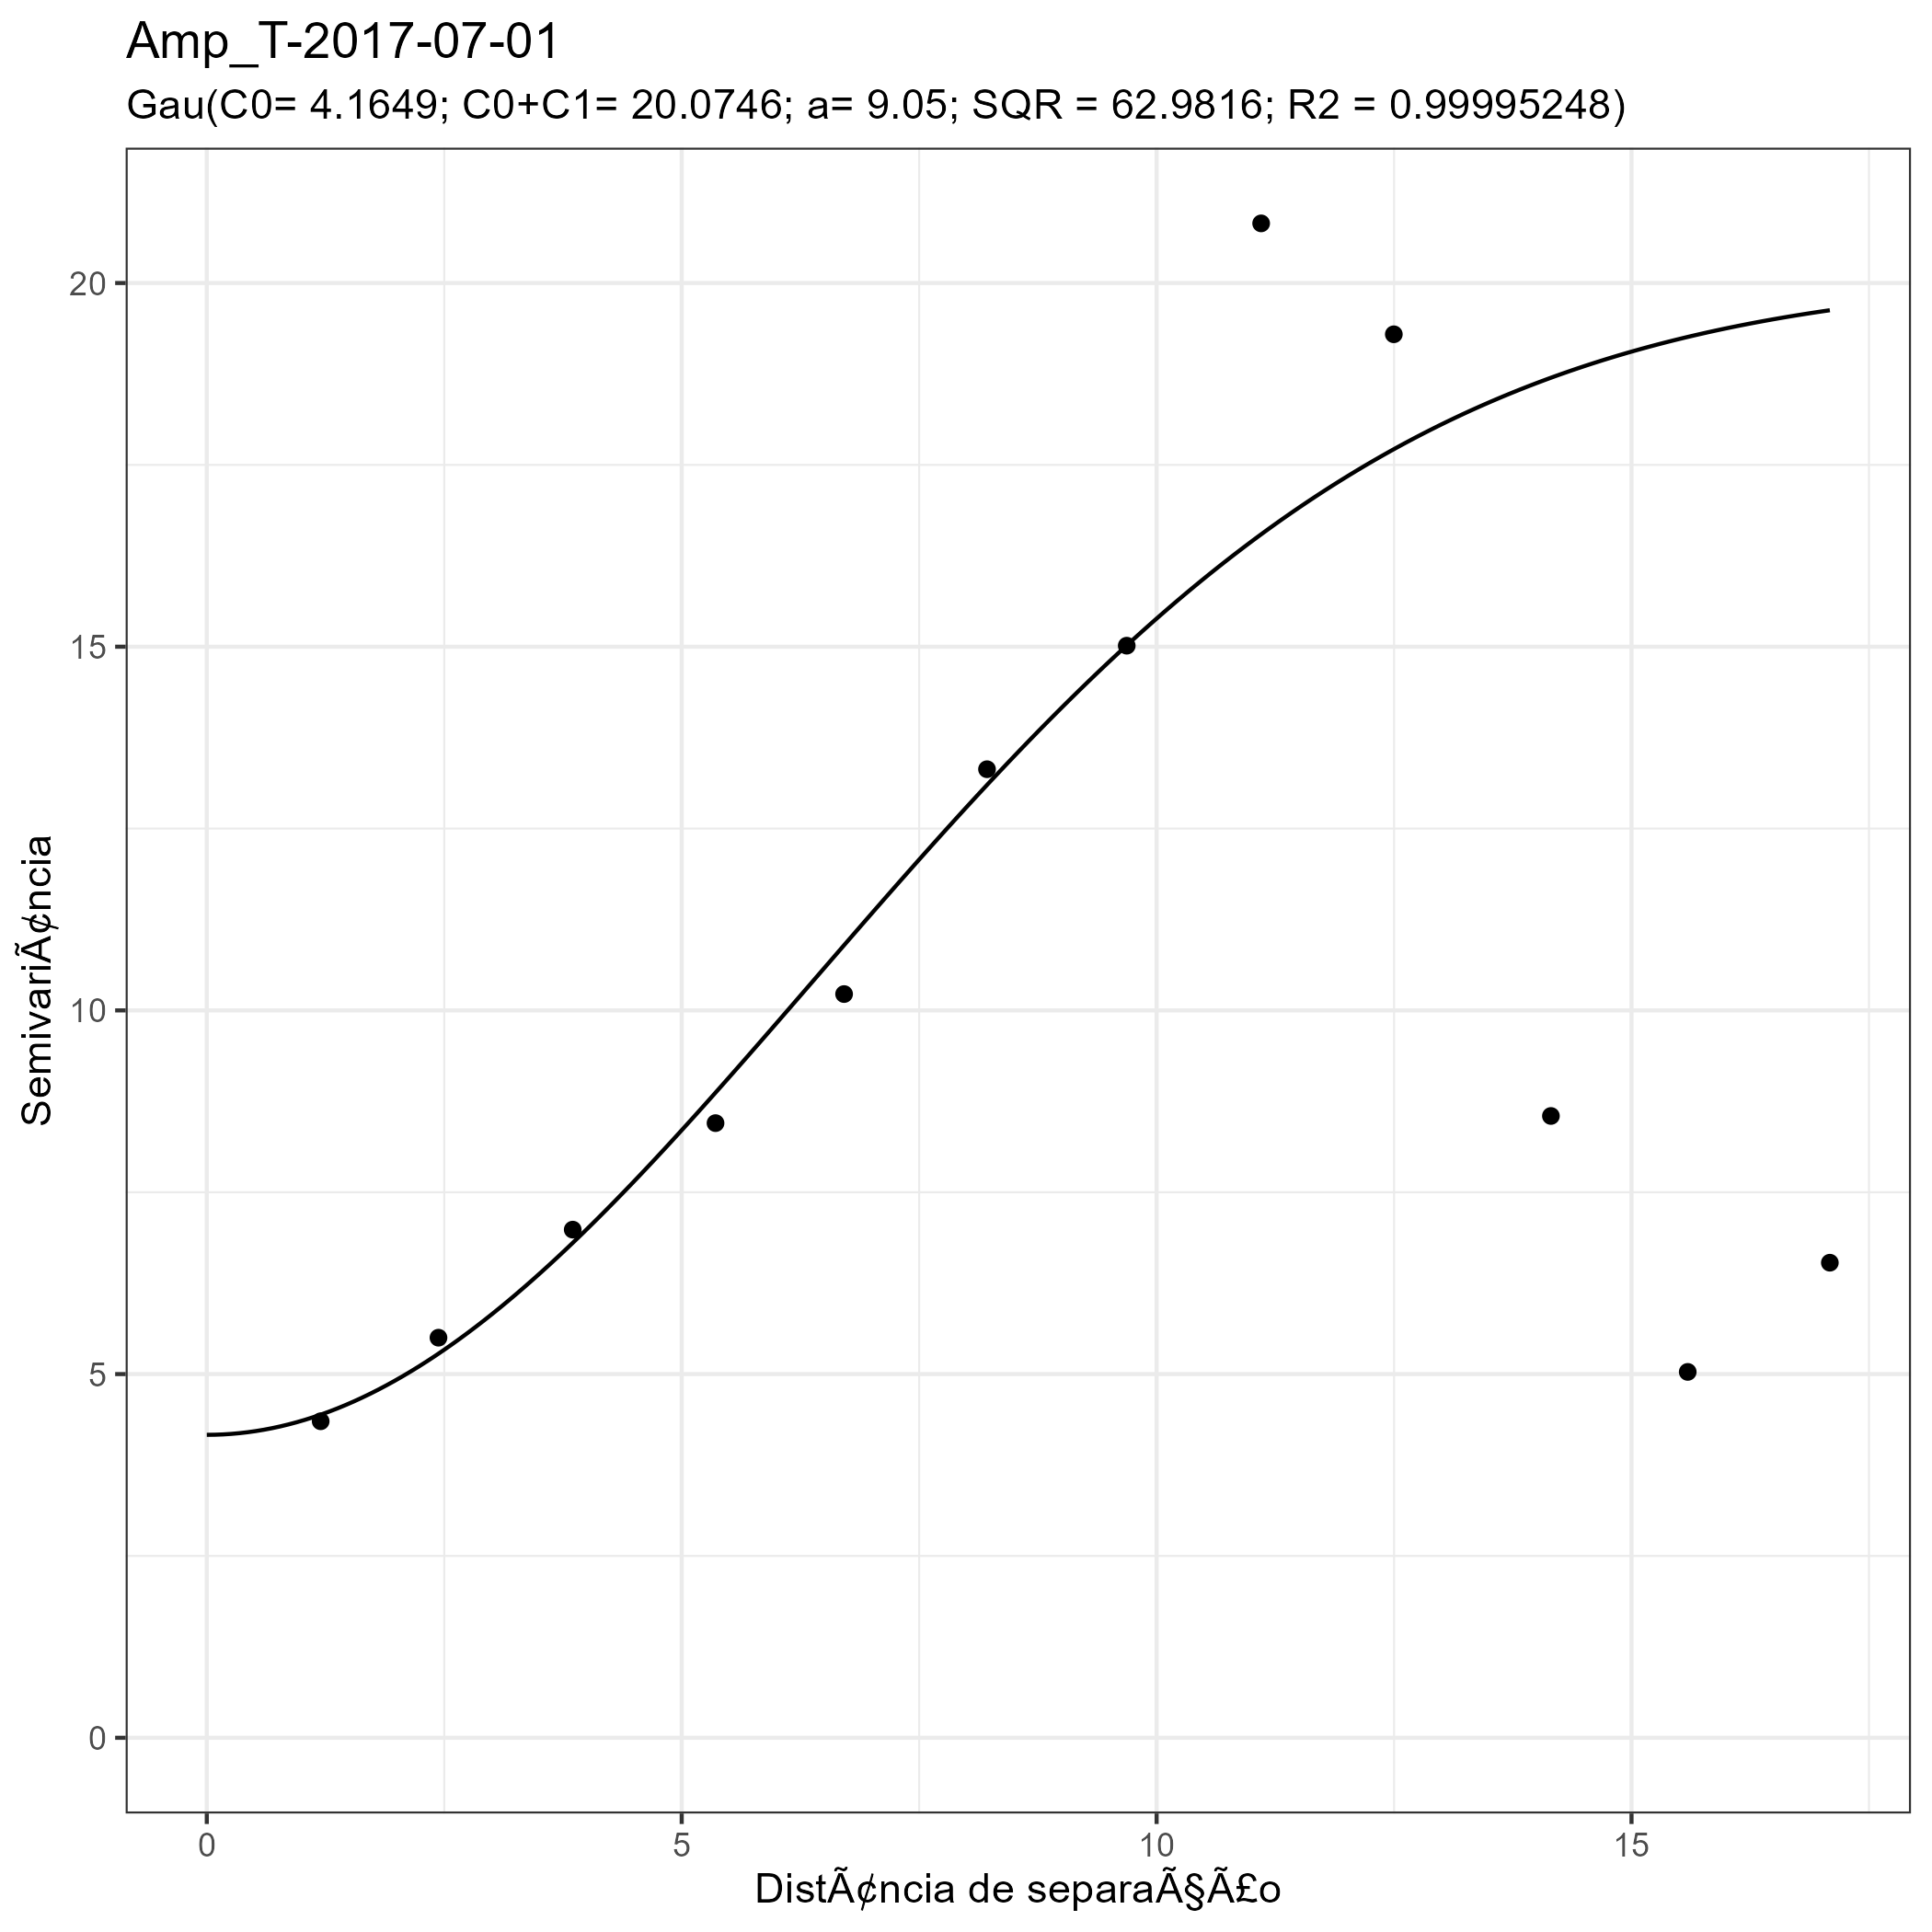 Amp_T-2017-07-01
Gau(C0= 4.1649; C0+C1= 20.0746; a= 9.05; SQR = 62.9816; R2 = 0.99995248)
SemivariÃ¢ncia
20
15
10
5
0
0 5 10 15
DistÃ¢ncia de separaÃ§Ã£o